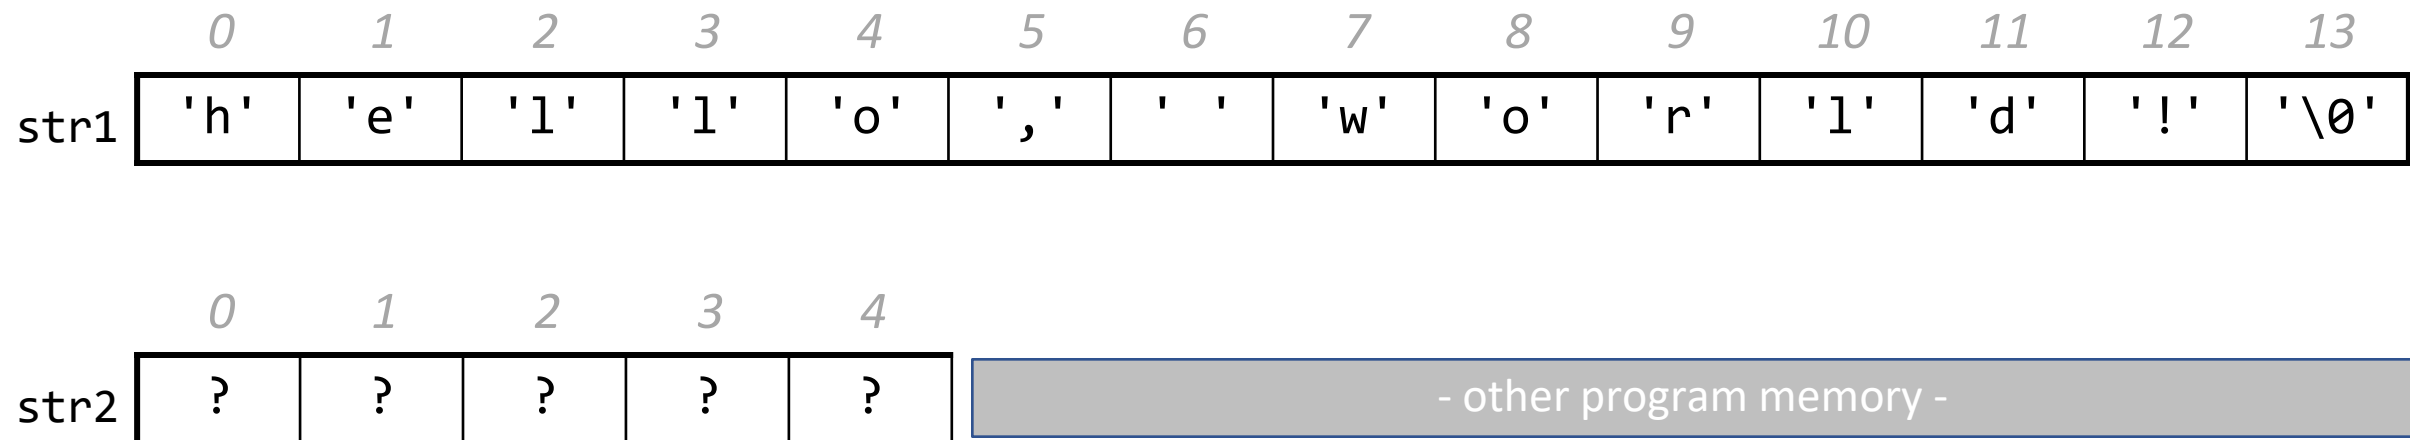 0 1 2 3 4 5 6 7 8 9 10 11 12 13
str1 'h' 'e' 'l' 'l' 'o' ',' ' ' 'w' 'o' 'r' 'l' 'd' '!' '\0'
0 1 2 3 4
str2 ? ? ? ? ? - other program memory -